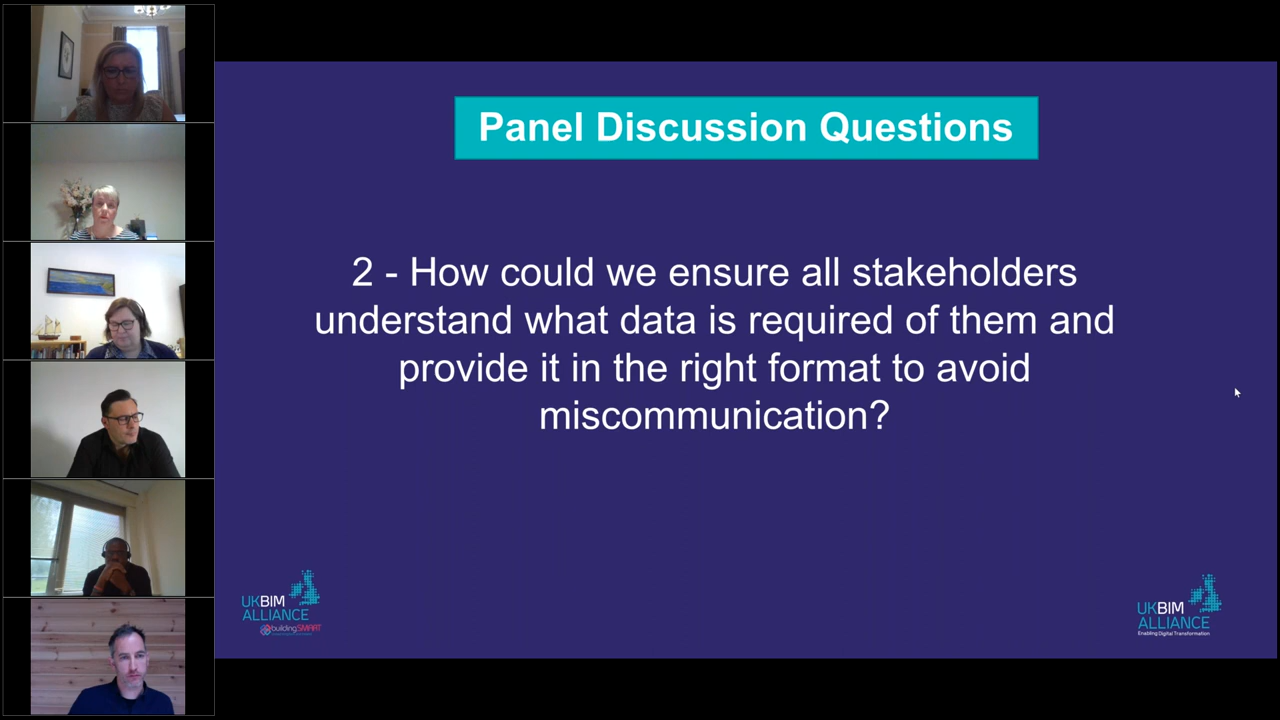 Panel Discussion Questions
2 - How could we ensure all stakeholders
understand what data is required of them and
provide it in the right format to avoid
miscommunication?
UKBIM
ALLIANCE
buildingSMART
UKBIM
ALLIANCE
Enabling Digital Transformation